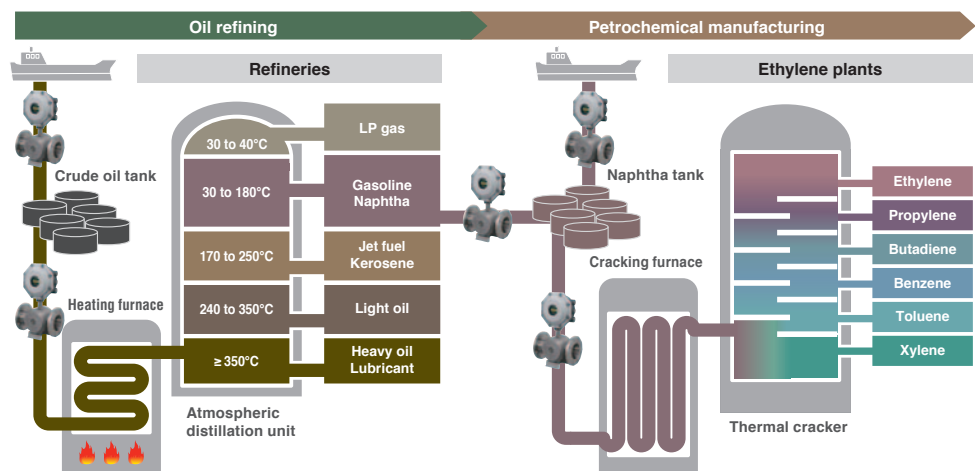 Oil refining
Petrochemical manufacturing
Refineries
Ethylene plants
Crude oil tank
Heating furnace
30 to 40°C
LP gas
30 to 180°C
Gasoline
Naphtha
170 to 250°C
Jet fuel
Kerosene
240 to 350°C
Light oil
≥ 350°C
Heavy oil
Lubricant
Atmospheric
distillation unit
Naphtha tank
Cracking furnace
Ethylene
Propylene
Butadiene
Benzene
Toluene
Xylene
Thermal cracker